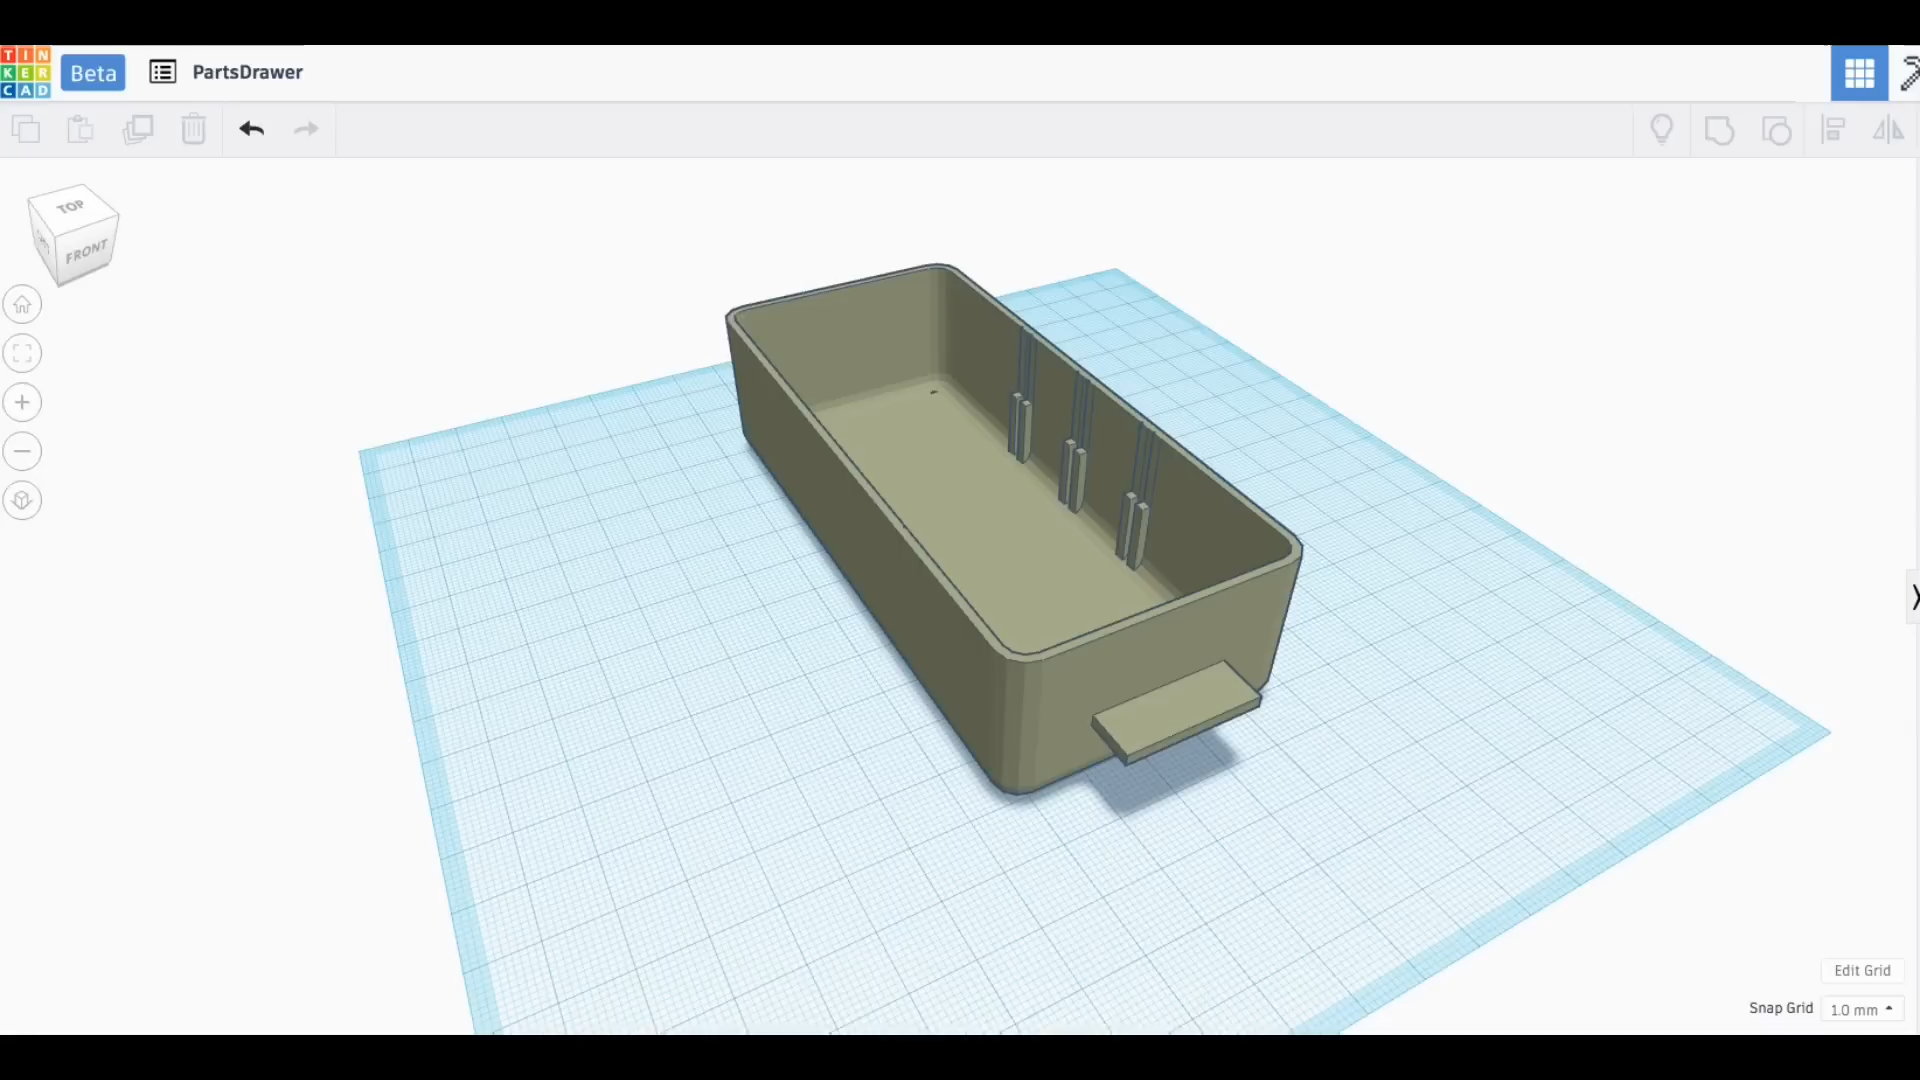 TIN
KER
CAD
Beta
PartsDrawer
TOP
FRONT
Edit Grid
Snap Grid
1.0 mm